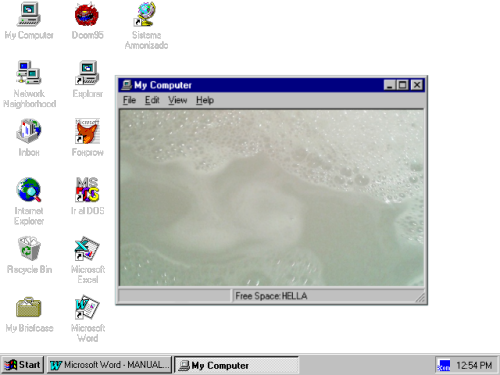 My Computer
Doom95
Sistema
Armonizado
Network
Neighborhood
Explorer
Inbox
Foxprow
Internet
Explorer
Ir al DOS
Recycle Bin
Microsoft
Excel
My Briefcase
Microsoft
Word
My Computer
File Edit View Help
Free Space:HELLA
Start
Microsoft Word - MANUAL...
My Computer
12:54 PM